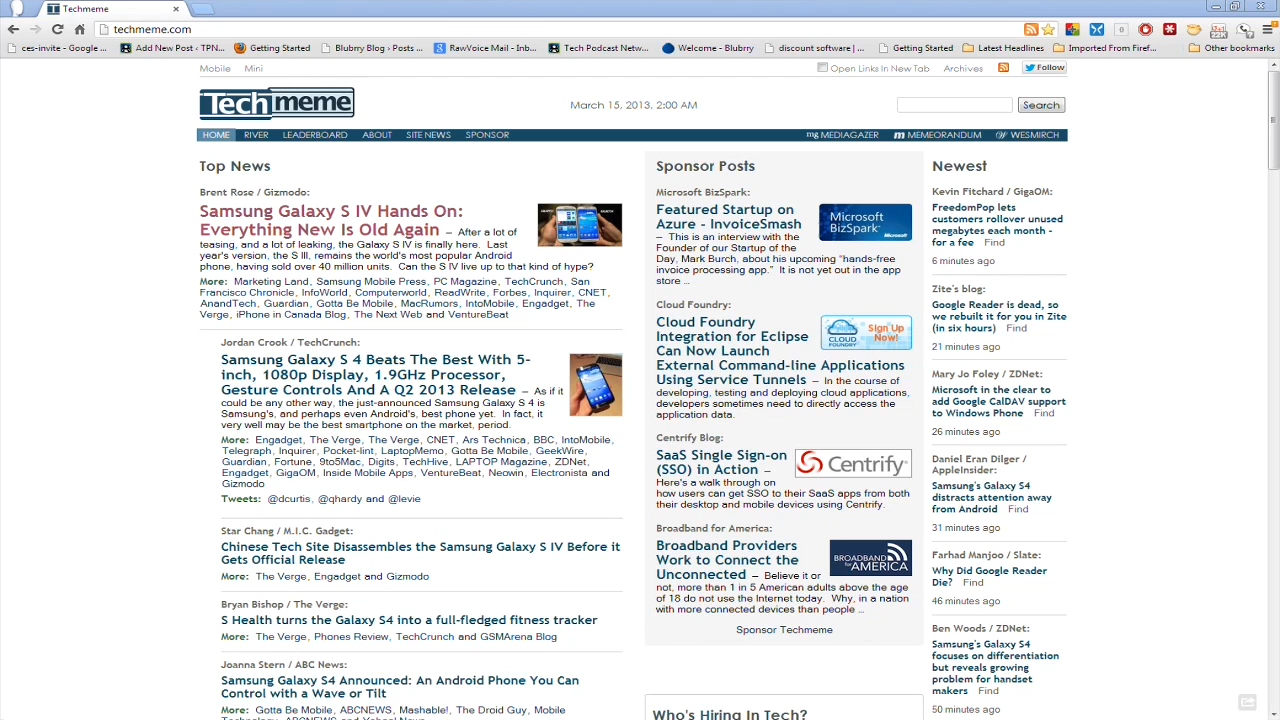 Techmeme
techmeme.com
ces-invite - Google ...
Add New Post ‹ TPN...
Getting Started
Blubrry Blog › Posts ...
RawVoice Mail - Inb...
Tech Podcast Netw...
Welcome - Blubrry
discount software |...
Getting Started
Latest Headlines
Imported From Firef...
Other bookmarks
Mobile Mini
Open Links In New Tab Archives Follow
Techmeme
March 15, 2013, 2:00 AM
Search
HOME RIVER LEADERBOARD ABOUT SITE NEWS SPONSOR
mg MEDIAGAZER m MEMEORANDUM W WESMIRCH
Top News
Brent Rose / Gizmodo:
Samsung Galaxy S IV Hands On:
Everything New Is Old Again – After a lot of
teasing, and a lot of leaking, the Galaxy S IV is finally here. Last
year's version, the S III, remains the world's most popular Android
phone, having sold over 40 million units. Can the S IV live up to that kind of hype?
More: Marketing Land, Samsung Mobile Press, PC Magazine, TechCrunch, San
Francisco Chronicle, InfoWorld, Computerworld, ReadWrite, Forbes, Inquirer, CNET,
AnandTech, Guardian, Gotta Be Mobile, MacRumors, IntoMobile, Engadget, The
Verge, iPhone in Canada Blog, The Next Web and VentureBeat
Jordan Crook / TechCrunch:
Samsung Galaxy S 4 Beats The Best With 5-
inch, 1080p Display, 1.9GHz Processor,
Gesture Controls And A Q2 2013 Release – As if it
could be any other way, the just-announced Samsung Galaxy S 4 is
Samsung's, and perhaps even Android's, best phone yet. In fact, it
very well may be the best smartphone on the market, period.
More: Engadget, The Verge, The Verge, CNET, Ars Technica, BBC, IntoMobile,
Telegraph, Inquirer, Pocket-lint, LaptopMemo, Gotta Be Mobile, GeekWire,
Guardian, Fortune, 9to5Mac, Digits, TechHive, LAPTOP Magazine, ZDNet,
Engadget, GigaOM, Inside Mobile Apps, VentureBeat, Neowin, Electronista and
Gizmodo
Tweets: @dcurtis, @qhardy and @levie
Star Chang / M.I.C. Gadget:
Chinese Tech Site Disassembles the Samsung Galaxy S IV Before it
Gets Official Release
More: The Verge, Engadget and Gizmodo
Bryan Bishop / The Verge:
S Health turns the Galaxy S4 into a full-fledged fitness tracker
More: The Verge, Phones Review, TechCrunch and GSMArena Blog
Joanna Stern / ABC News:
Samsung Galaxy S4 Announced: An Android Phone You Can
Control with a Wave or Tilt
More: Gotta Be Mobile, ABCNEWS, Mashable!, The Droid Guy, Mobile
Technology, ABCNEWS and Yahoo! News
Sponsor Posts
Microsoft BizSpark:
Featured Startup on
Azure - InvoiceSmash
– This is an interview with the
Founder of our Startup of the
Day, Mark Burch, about his upcoming "hands-free
invoice processing app." It is not yet out in the app
store ...
Microsoft
BizSpark
Microsoft
Cloud Foundry:
Cloud Foundry
Integration for Eclipse
Can Now Launch
External Command-line Applications
Using Service Tunnels – In the course of
developing, testing and deploying cloud applications,
developers sometimes need to directly access the
application data.
CLOUD
FOUNDRY
Sign Up
Now!
Centrify Blog:
SaaS Single Sign-on
(SSO) in Action –
Here's a walk through on
how users can get SSO to their SaaS apps from both
their desktop and mobile devices using Centrify.
Centrify
Broadband for America:
Broadband Providers
Work to Connect the
Unconnected – Believe it or
not, more than 1 in 5 American adults above the age
of 18 do not use the Internet today. Why, in a nation
with more connected devices than people ...
BROADBAND
for AMERICA
Sponsor Techmeme
Who's Hiring In Tech?
Newest
Kevin Fitchard / GigaOM:
FreedomPop lets
customers rollover unused
megabytes each month -
for a fee Find
6 minutes ago
Zite's blog:
Google Reader is dead, so
we rebuilt it for you in Zite
(in six hours) Find
21 minutes ago
Mary Jo Foley / ZDNet:
Microsoft in the clear to
add Google CalDAV support
to Windows Phone Find
26 minutes ago
Daniel Eran Dilger /
AppleInsider:
Samsung's Galaxy S4
distracts attention away
from Android Find
31 minutes ago
Farhad Manjoo / Slate:
Why Did Google Reader
Die? Find
46 minutes ago
Ben Woods / ZDNet:
Samsung's Galaxy S4
focuses on differentiation
but reveals growing
problem for handset
makers Find
50 minutes ago